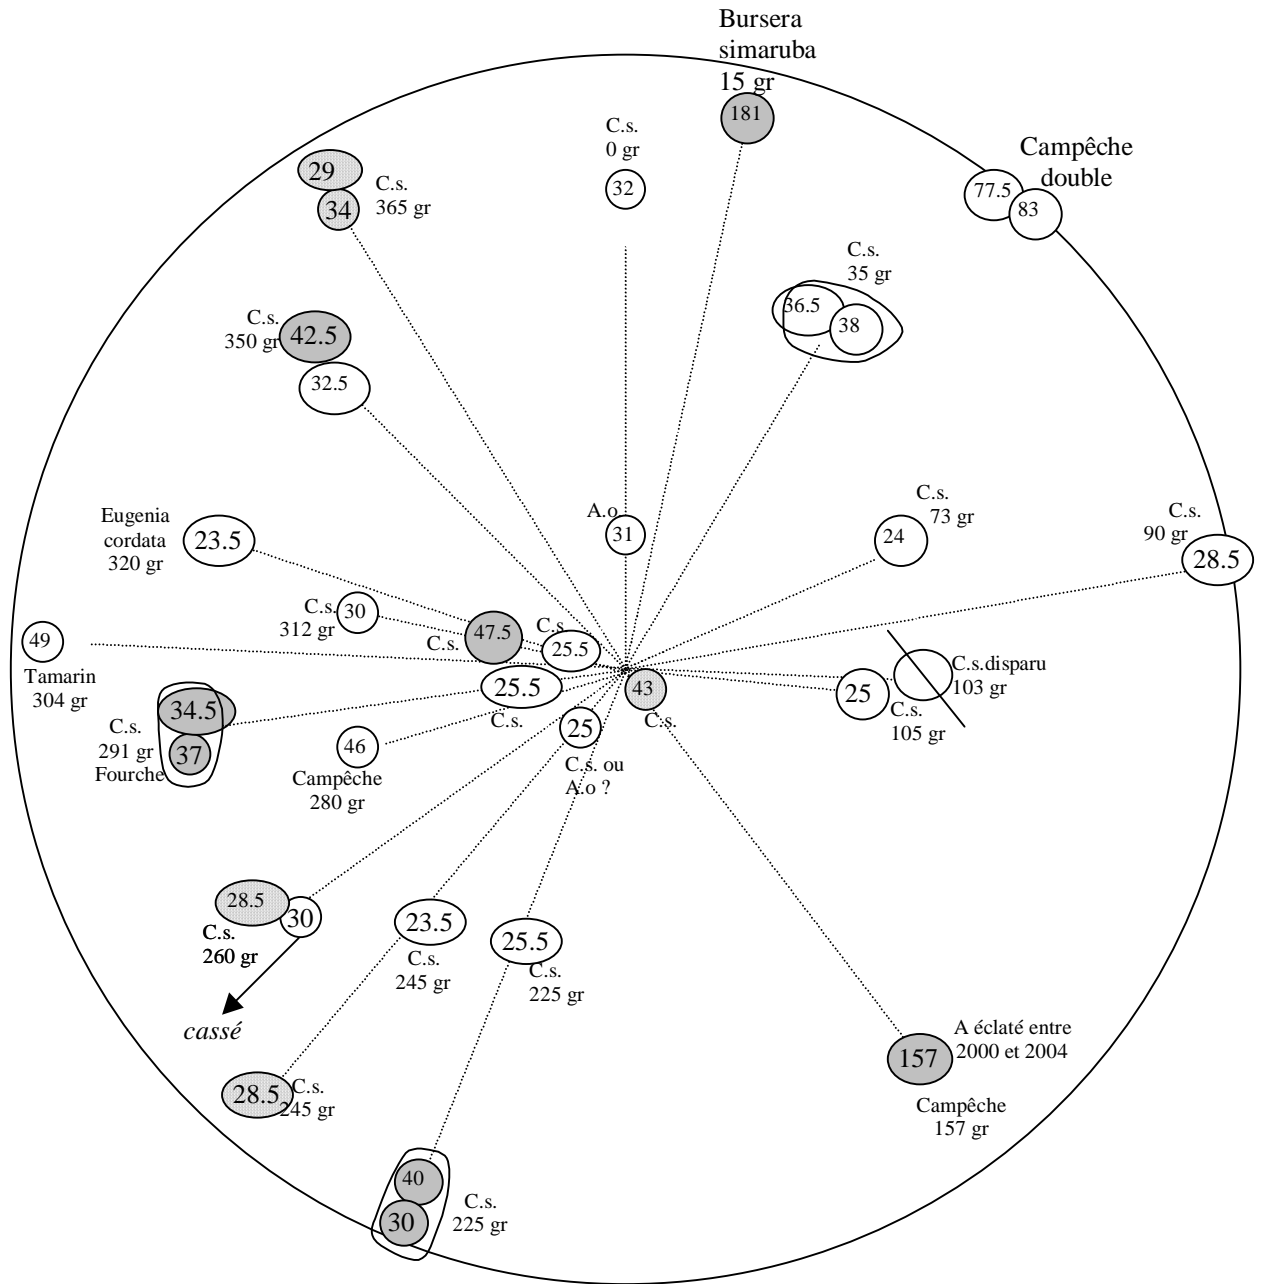 Bursera
simaruba
15 gr
181
C.s.
0 gr
32
Campêche
double
77.5
83
29
34
C.s.
365 gr
C.s.
35 gr
36.5
38
C.s.
350 gr
42.5
32.5
Eugenia
cordata
320 gr
23.5
A.o
31
C.s.
73 gr
24
C.s.
90 gr
28.5
C.s.
312 gr
30
47.5
C.s.
C.s.
25.5
49
Tamarin
304 gr
25.5
C.s.
43
C.s.
25
C.s.
105 gr
C.s.disparu
103 gr
34.5
37
C.s.
291 gr
Fourche
46
Campêche
280 gr
25
C.s. ou
A.o ?
28.5
30
C.s.
260 gr
cassé
23.5
C.s.
245 gr
25.5
C.s.
225 gr
28.5
C.s.
245 gr
A éclaté entre
2000 et 2004
157
Campêche
157 gr
40
30
C.s.
225 gr